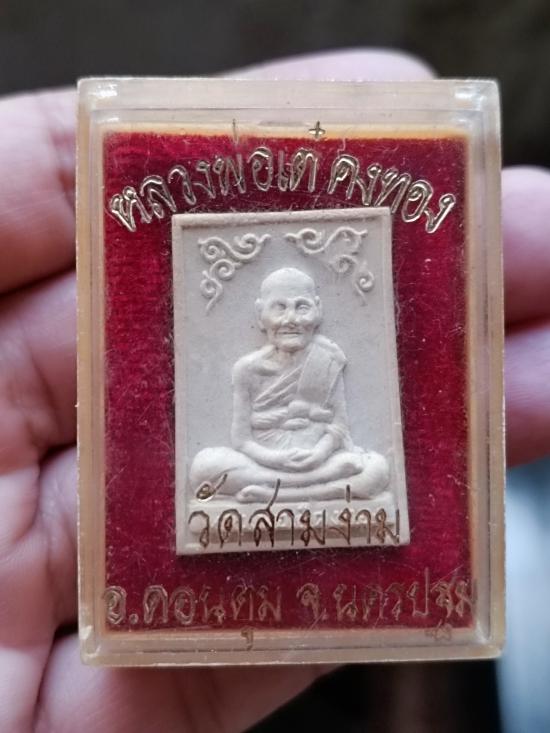 หลวงพ่อเต๋ คงทอง
วัดสามง่าม
อ.ดอนตูม จ.นครปฐม